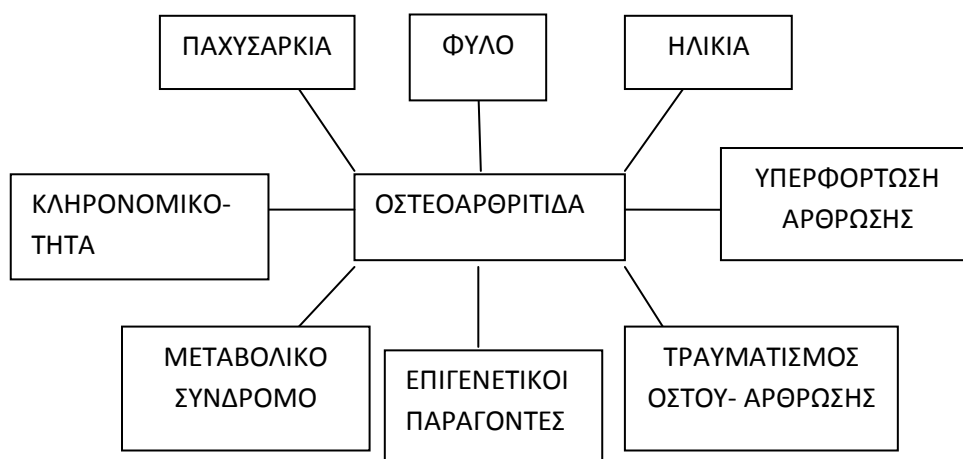 ΠΑΧΥΣΑΡΚΙΑ
ΦΥΛΟ
ΗΛΙΚΙΑ
ΚΛΗΡΟΝΟΜΙΚΟ-
ΤΗΤΑ
ΟΣΤΕΟΑΡΘΡΙΤΙΔΑ
ΥΠΕΡΦΟΡΤΩΣΗ
ΑΡΘΡΩΣΗΣ
ΜΕΤΑΒΟΛΙΚΟ
ΣΥΝΔΡΟΜΟ
ΕΠΙΓΕΝΕΤΙΚΟΙ
ΠΑΡΑΓΟΝΤΕΣ
ΤΡΑΥΜΑΤΙΣΜΟΣ
ΟΣΤΟΥ- ΑΡΘΡΩΣΗΣ